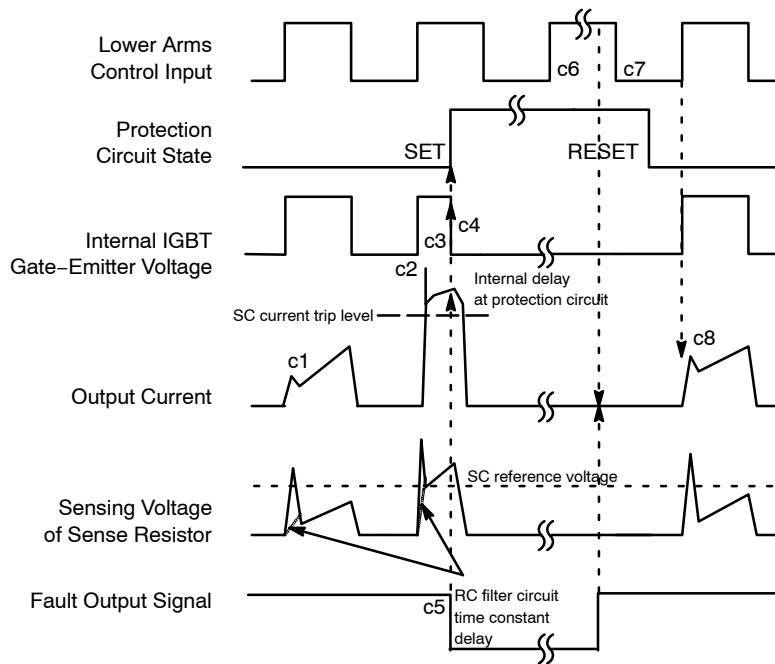 Lower Arms
Control Input
c6
c7
Protection
Circuit State
SET
RESET
Internal IGBT
Gate−Emitter Voltage
c3
c4
c2
Internal delay
at protection circuit
SC current trip level
c1
c8
Output Current
SC reference voltage
Sensing Voltage
of Sense Resistor
Fault Output Signal
c5
RC filter circuit
time constant
delay